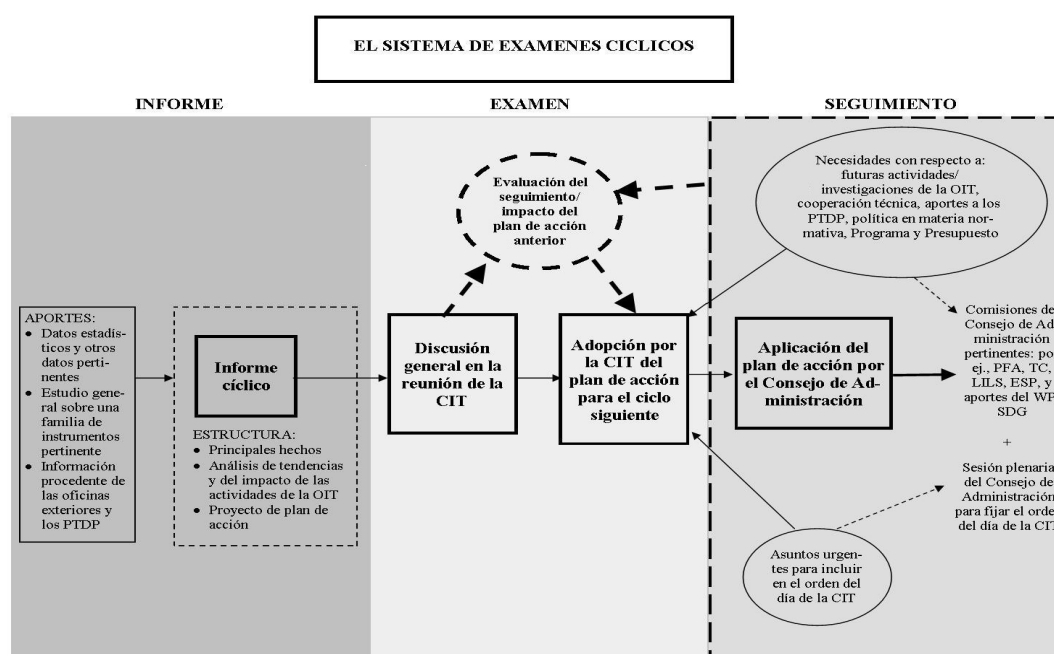 EL SISTEMA DE EXAMENES CICLICOS
INFORME
EXAMEN
SEGUIMIENTO
APORTES:
● Datos estadís-
ticos y otros
datos perti-
nentes
● Estudio gene-
ral sobre una
familia de
instrumentos
pertinente
● Información
procedente de
las oficinas
exteriores y
los PTDP
Informe
cíclico
ESTRUCTURA:
● Principales hechos
● Análisis de tendencias
y del impacto de las
actividades de la OIT
● Proyecto de plan de
acción
Evaluación del
seguimiento/
impacto del
plan de acción
anterior
Discusión
general en la
reunión de la
CIT
Adopción por
la CIT del
plan de acción
para el ciclo
siguiente
Necesidades con respecto a:
futuras actividades/
investigaciones de la OIT,
cooperación técnica, aportes a los
PTDP, política en materia nor-
mativa, Programa y Presupuesto
Aplicación del
plan de acción por
el Consejo de Ad-
ministración
Comisiones de
Consejo de Ad
ministración
pertinentes: po
ej., PFA, TC,
LILS, ESP, y
aportes del WP
SDG
+
Sesión plenaria
del Consejo de
Administración
para fijar el orde
del día de la CIT
Asuntos urgen-
tes para incluir
en el orden del
día de la CIT